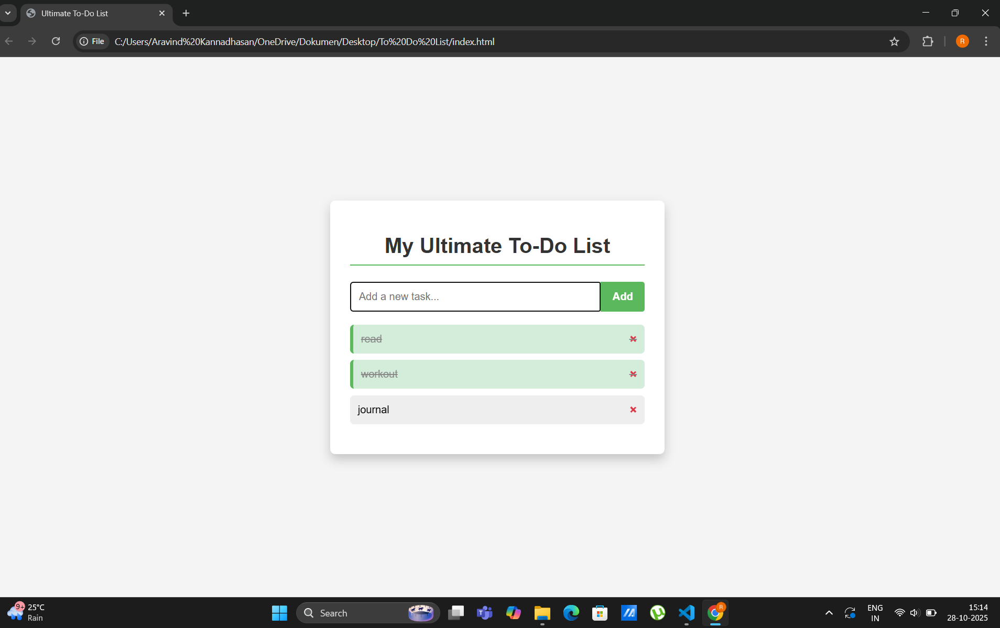 Ultimate To-Do List
File C:/Users/Aravind%20Kannadhasan/OneDrive/Dokumen/Desktop/To%20Do%20List/index.html
R
My Ultimate To-Do List
Add a new task...
Add
read
workout
journal
9+
25°C
Rain
Search
T
R
ENG
IN
15:14
28-10-2025